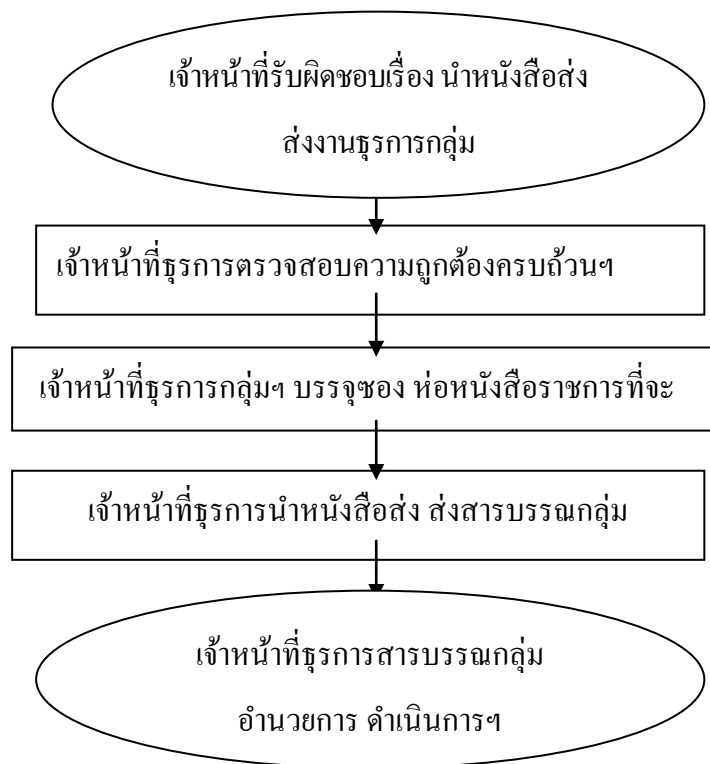 เจ้าหน้าที่รับผิดชอบเรื่อง นำหนังสือส่ง
ส่งงานธุรการกลุ่ม
เจ้าหน้าที่ธุรการตรวจสอบความถูกต้องครบถ้วนฯ
เจ้าหน้าที่ธุรการกลุ่มฯ บรรจุซอง ห่อหนังสือราชการที่จะ
เจ้าหน้าที่ธุรการนำหนังสือส่ง ส่งสารบรรณกลุ่ม
เจ้าหน้าที่ธุรการสารบรรณกลุ่ม
อำนวยการ ดำเนินการฯ